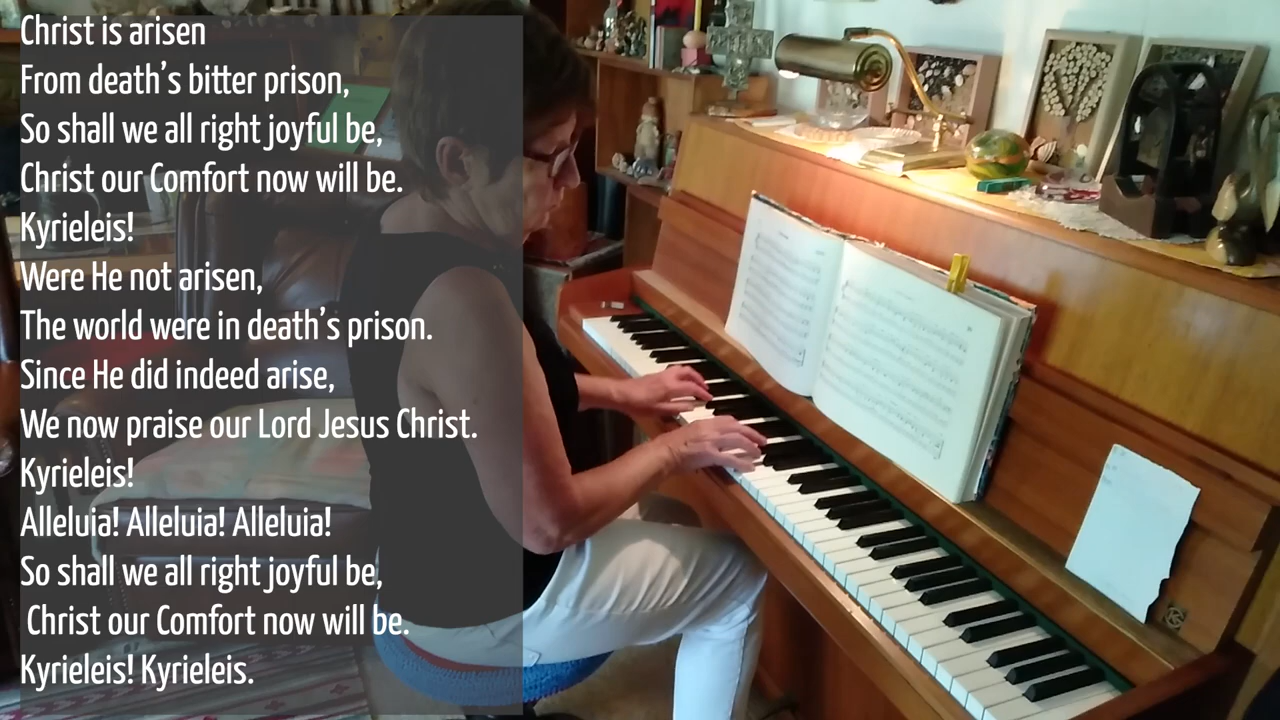 Christ is arisen
From death's bitter prison,
So shall we all right joyful be,
Christ our Comfort now will be.
Kyrieleis!
Were He not arisen,
The world were in death's prison.
Since He did indeed arise,
We now praise our Lord Jesus Christ.
Kyrieleis!
Alleluia! Alleluia! Alleluia!
So shall we all right joyful be,
Christ our Comfort now will be.
Kyrieleis! Kyrieleis.